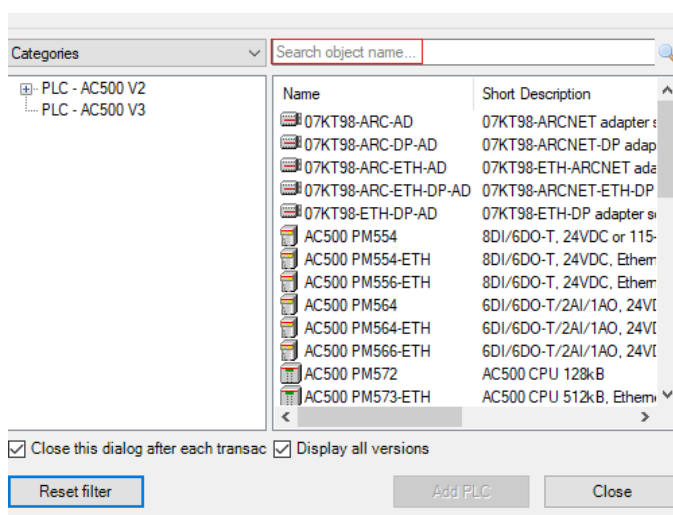 Categories
Search object name...
PLC - AC500 V2
PLC - AC500 V3
Name Short Description
07KT98-ARC-AD 07KT98-ARCNET adapter
07KT98-ARC-DP-AD 07KT98-ARCNET-DP adap
07KT98-ARC-ETH-AD 07KT98-ETH-ARCNET ada
07KT98-ARC-ETH-DP-AD 07KT98-ARCNET-ETH-DP
07KT98-ETH-DP-AD 07KT98-ETH-DP adapter
AC500 PM554 8DI/6DO-T, 24VDC or 115-
AC500 PM554-ETH 8DI/6DO-T, 24VDC, Ethern
AC500 PM556-ETH 8DI/6DO-T, 24VDC, Ethern
AC500 PM564 6DI/6DO-T/2AI/1AO, 24VD
AC500 PM564-ETH 6DI/6DO-T/2AI/1AO, 24VD
AC500 PM566-ETH 6DI/6DO-T/2AI/1AO, 24VD
AC500 PM572 AC500 CPU 128kB
AC500 PM573-ETH AC500 CPU 512kB, Ethern
Close this dialog after each transac Display all versions
Reset filter Add PLC Close